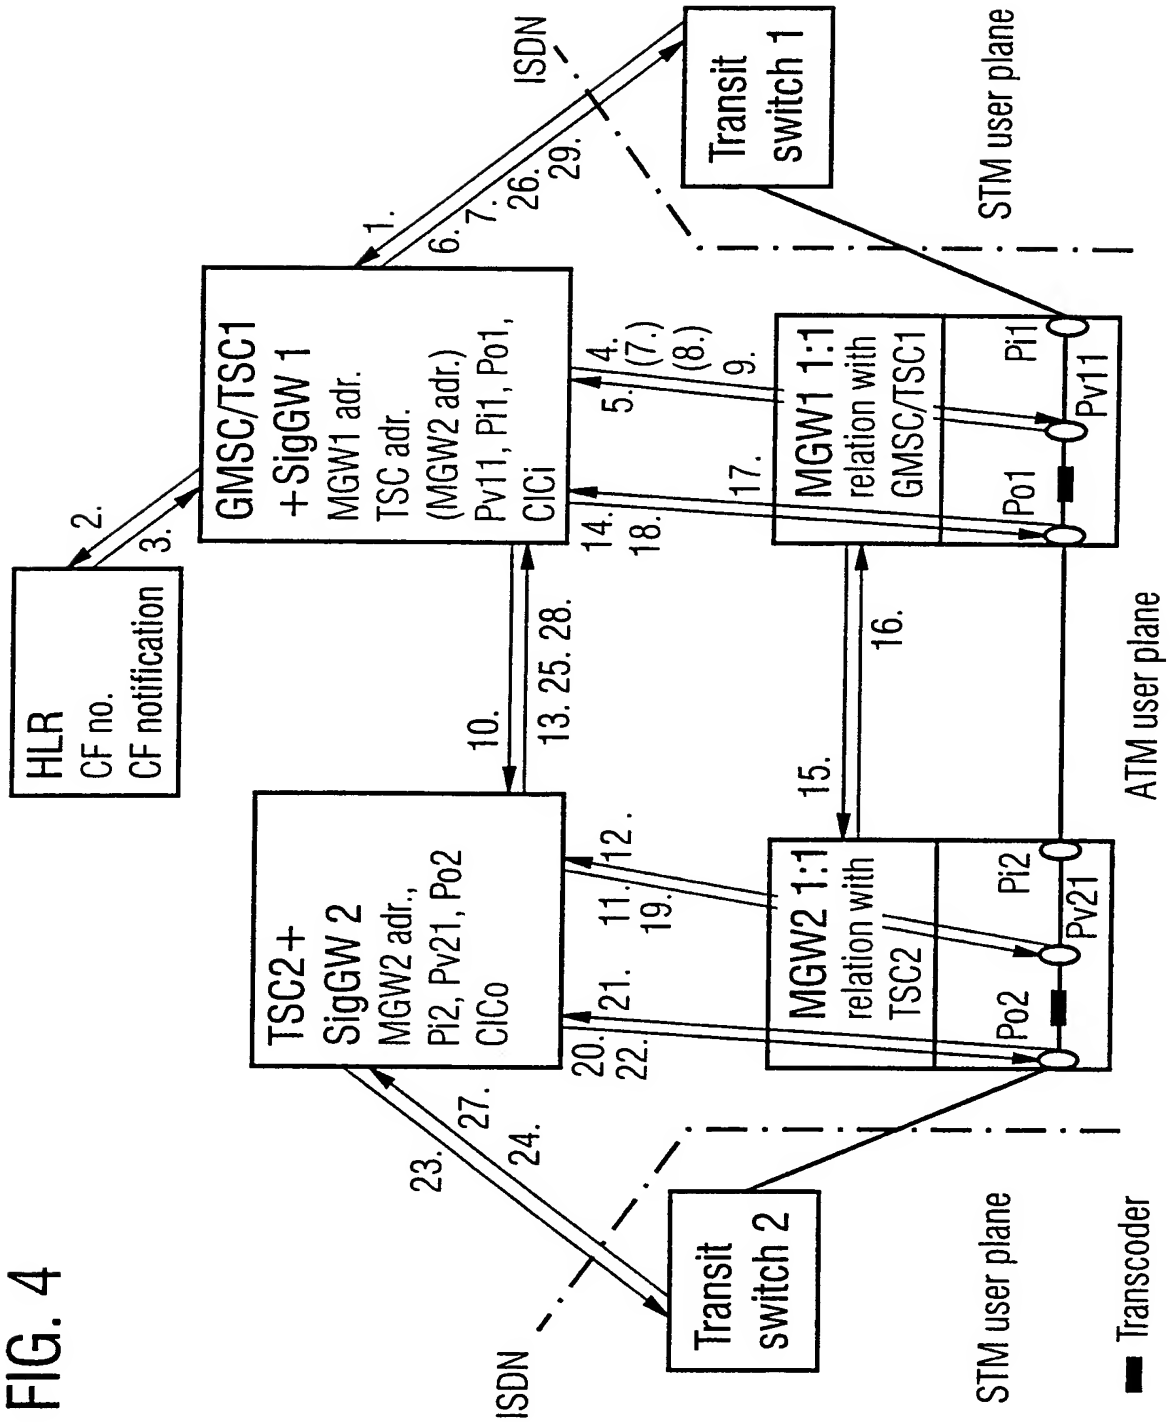 FIG. 4
HLR
CF no.
CF notification
2.
3.
ISDN
ISDN
TSC2+
SigGW 2
MGW2 adr.,
Pi2, Pv21, Po2
CICo
GMSC/TSC1
+SigGW 1
MGW1 adr.
TSC adr.
(MGW2 adr.)
Pv11, Pi1, Po1,
CICi
10.
13. 25. 28.
1.
6.
7.
26.
29.
23.
27.
24.
20.
22.
21.
11.
19.
12.
14.
18.
17.
5.
4.
(7.)
(8.)
9.
Transit
switch 2
Transit
switch 1
MGW2 1:1
relation with
TSC2
Po2
Pv21
Pi2
15.
16.
MGW1 1:1
relation with
GMSC/TSC1
Po1
Pv11
Pi1
STM user plane
ATM user plane
STM user plane
Transcoder